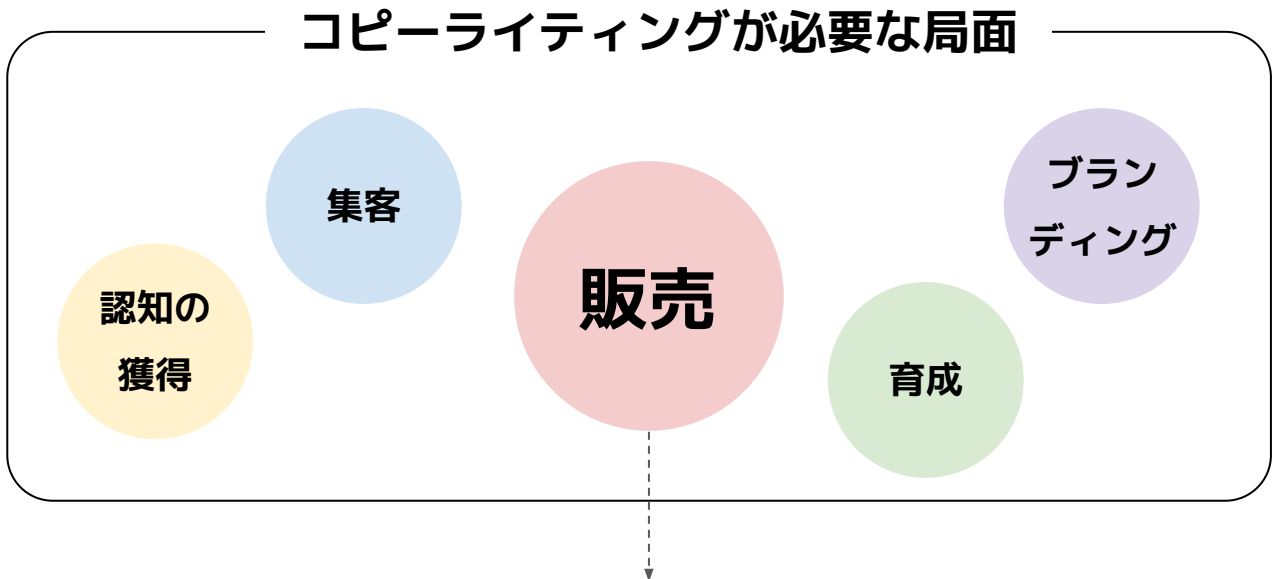 コピーライティングが必要な局面
認知の
獲得
集客
販売
育成
ブラン
ディング